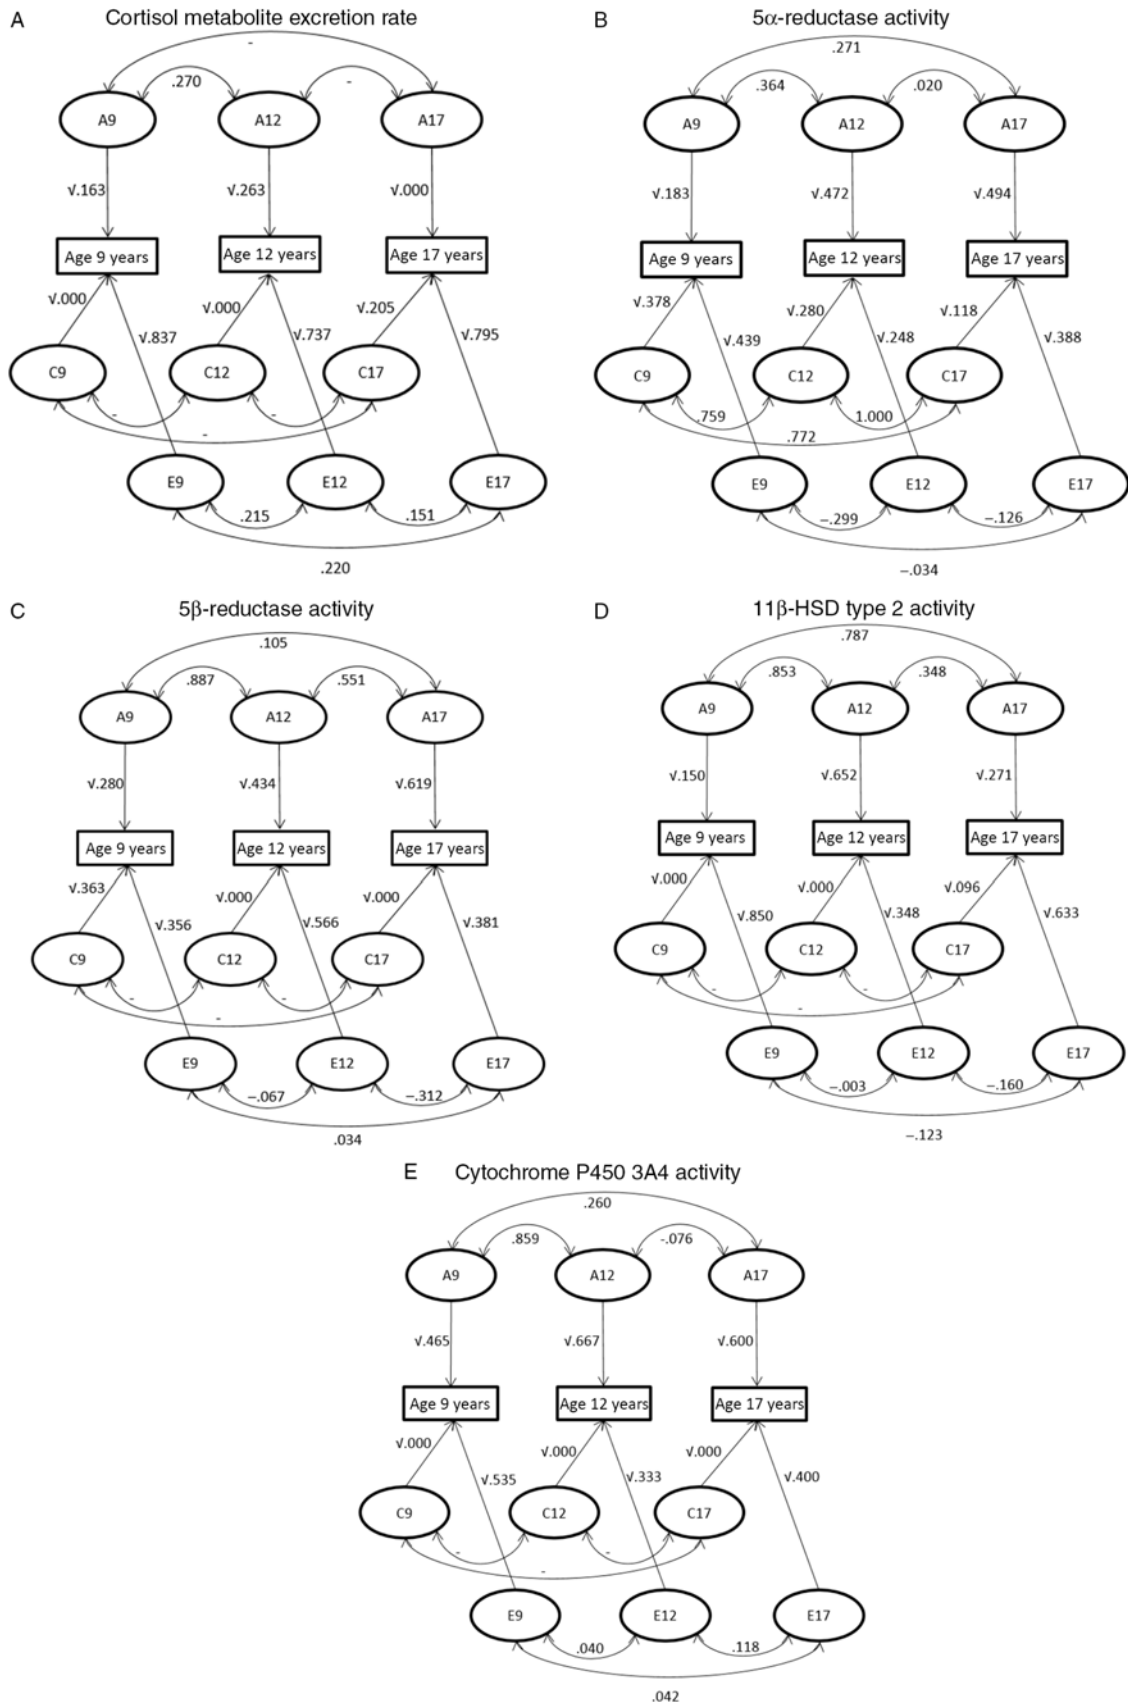 A Cortisol metabolite excretion rate
-
.270 -
A9 A12 A17
√.163 √.263 √.000
Age 9 years Age 12 years Age 17 years
√.000 √.000 √.205
√.837 √.737 √.795
C9 C12 C17
- -
-
E9 E12 E17
.215 .151
.220
B 5α-reductase activity
.271
.364 .020
A9 A12 A17
√.183 √.472 √.494
Age 9 years Age 12 years Age 17 years
√.378 √.280 √.118
√.439 √.248 √.388
C9 C12 C17
.759 1.000
.772
E9 E12 E17
–.299 –.126
–.034
C 5β-reductase activity
.105
.887 .551
A9 A12 A17
√.280 √.434 √.619
Age 9 years Age 12 years Age 17 years
√.363 √.000 √.000
√.356 √.566 √.381
C9 C12 C17
- -
-
E9 E12 E17
–.067 –.312
.034
D 11β-HSD type 2 activity
.787
.853 .348
A9 A12 A17
√.150 √.652 √.271
Age 9 years Age 12 years Age 17 years
√.000 √.000 √.096
√.850 √.348 √.633
C9 C12 C17
- -
-
E9 E12 E17
–.003 –.160
–.123
E Cytochrome P450 3A4 activity
.260
.859 -.076
A9 A12 A17
√.465 √.667 √.600
Age 9 years Age 12 years Age 17 years
√.000 √.000 √.000
√.535 √.333 √.400
C9 C12 C17
- -
-
E9 E12 E17
.040 .118
.042